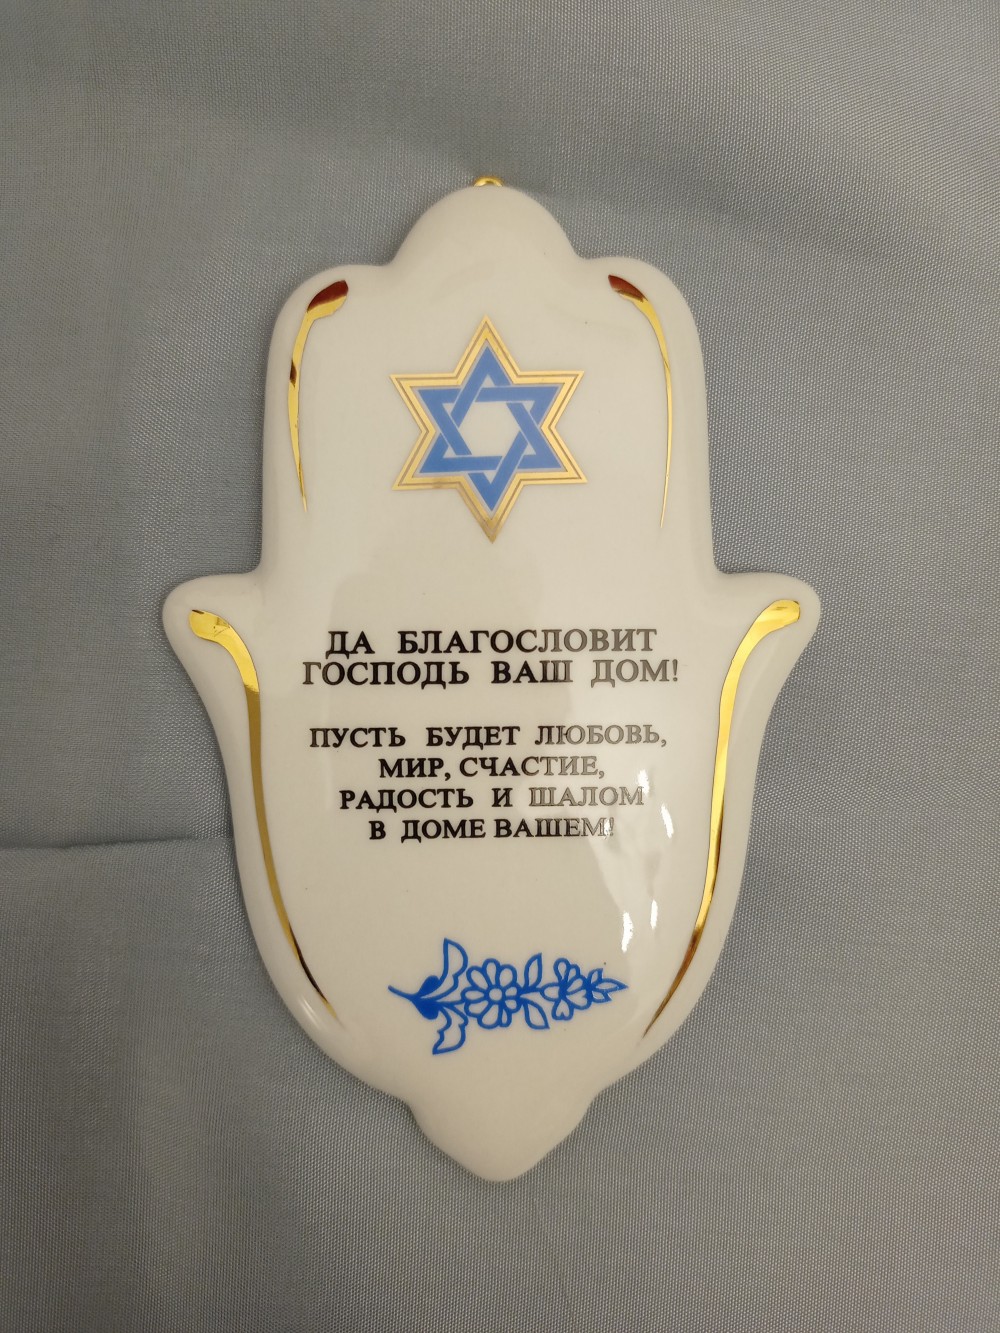 ДА БЛАГОСЛОВИТ
ГОСПОДЬ ВАШ ДОМ!
ПУСТЬ БУДЕТ ЛЮБОВЬ,
МИР, СЧАСТИЕ,
РАДОСТЬ И ШАЛОМ
В ДОМЕ ВАШЕМ!